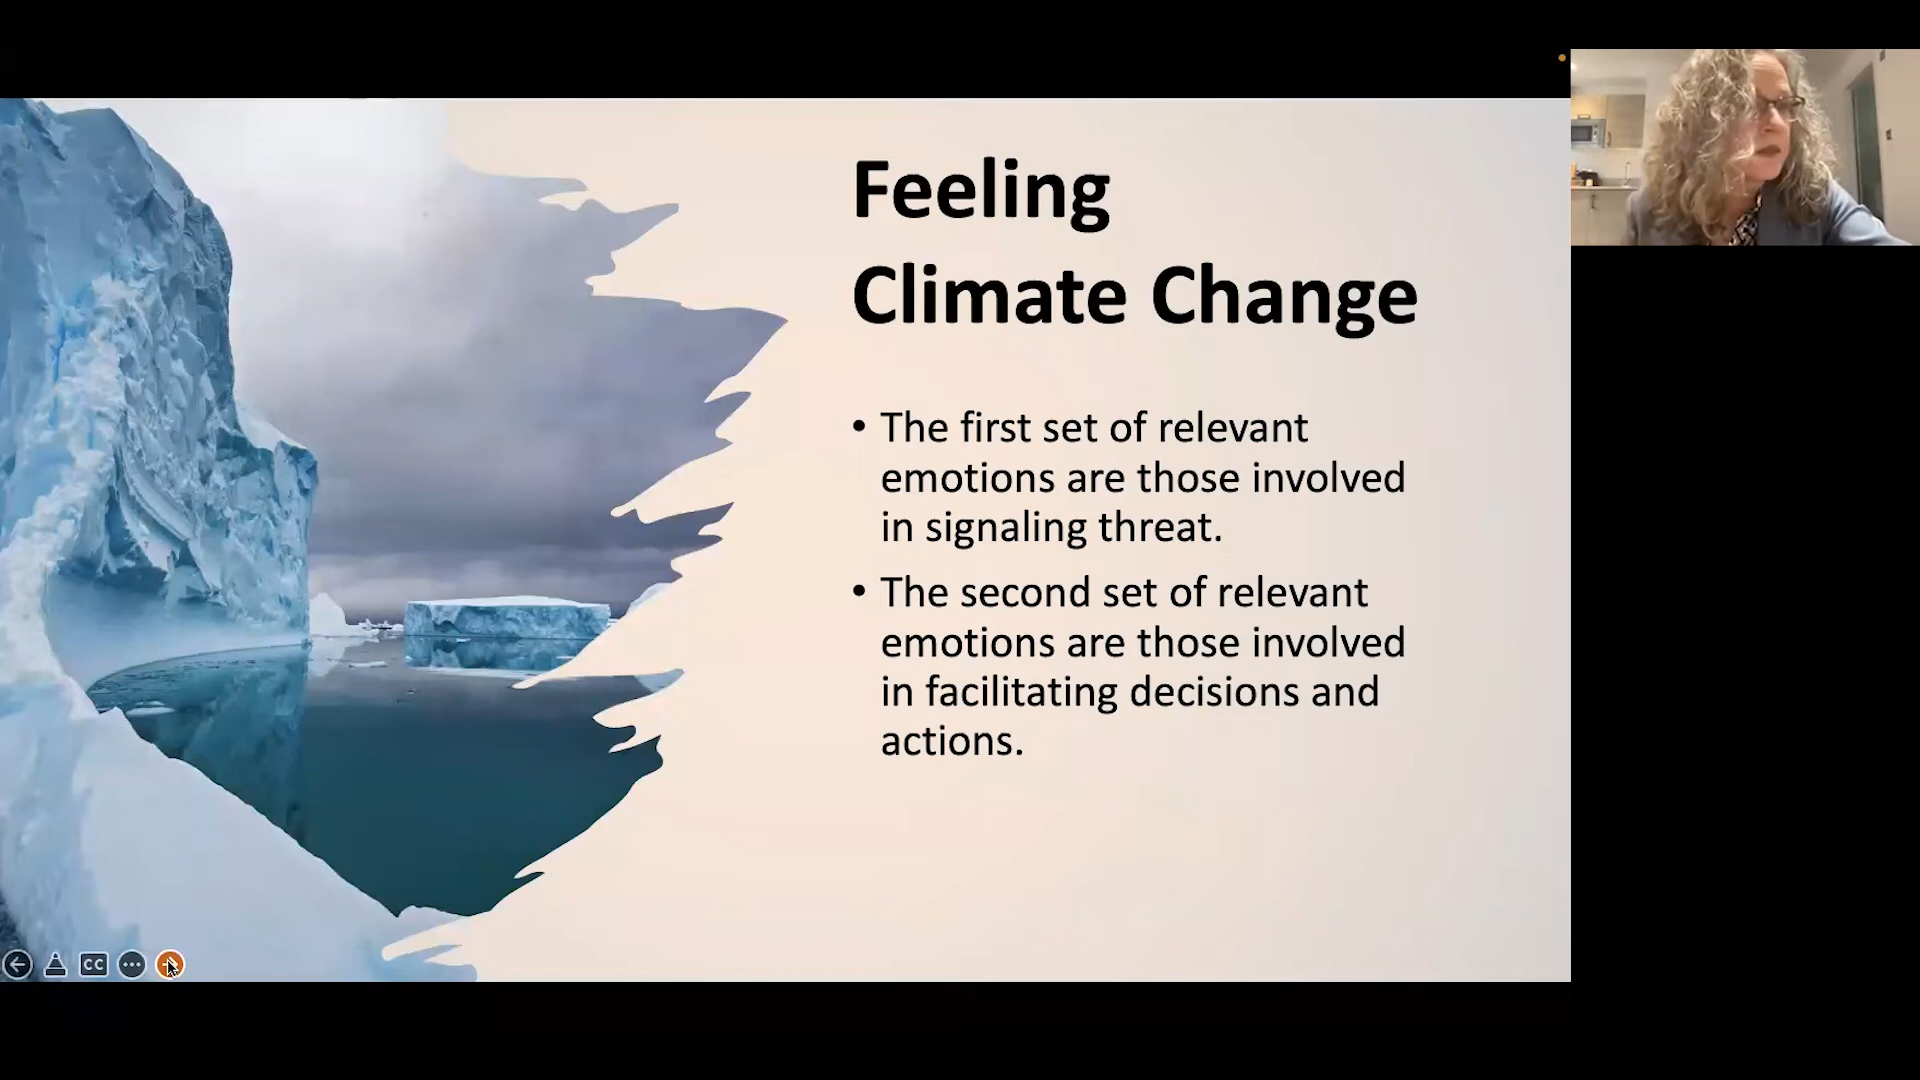 Feeling
Climate Change
• The first set of relevant
emotions are those involved
in signaling threat.
• The second set of relevant
emotions are those involved
in facilitating decisions and
actions.
CC